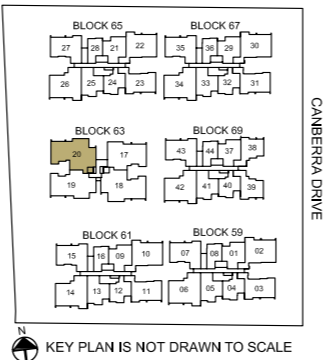 BLOCK 65 BLOCK 67
27 28 21 22 35 36 29 30
26 25 24 23 34 33 32 31
BLOCK 63 BLOCK 69
20 17 43 44 37 38
19 18 42 41 40 39
CANBERRA DRIVE
BLOCK 61 BLOCK 59
15 16 09 10 07 08 01 02
14 13 12 11 06 05 04 03
N
KEY PLAN IS NOT DRAWN TO SCALE